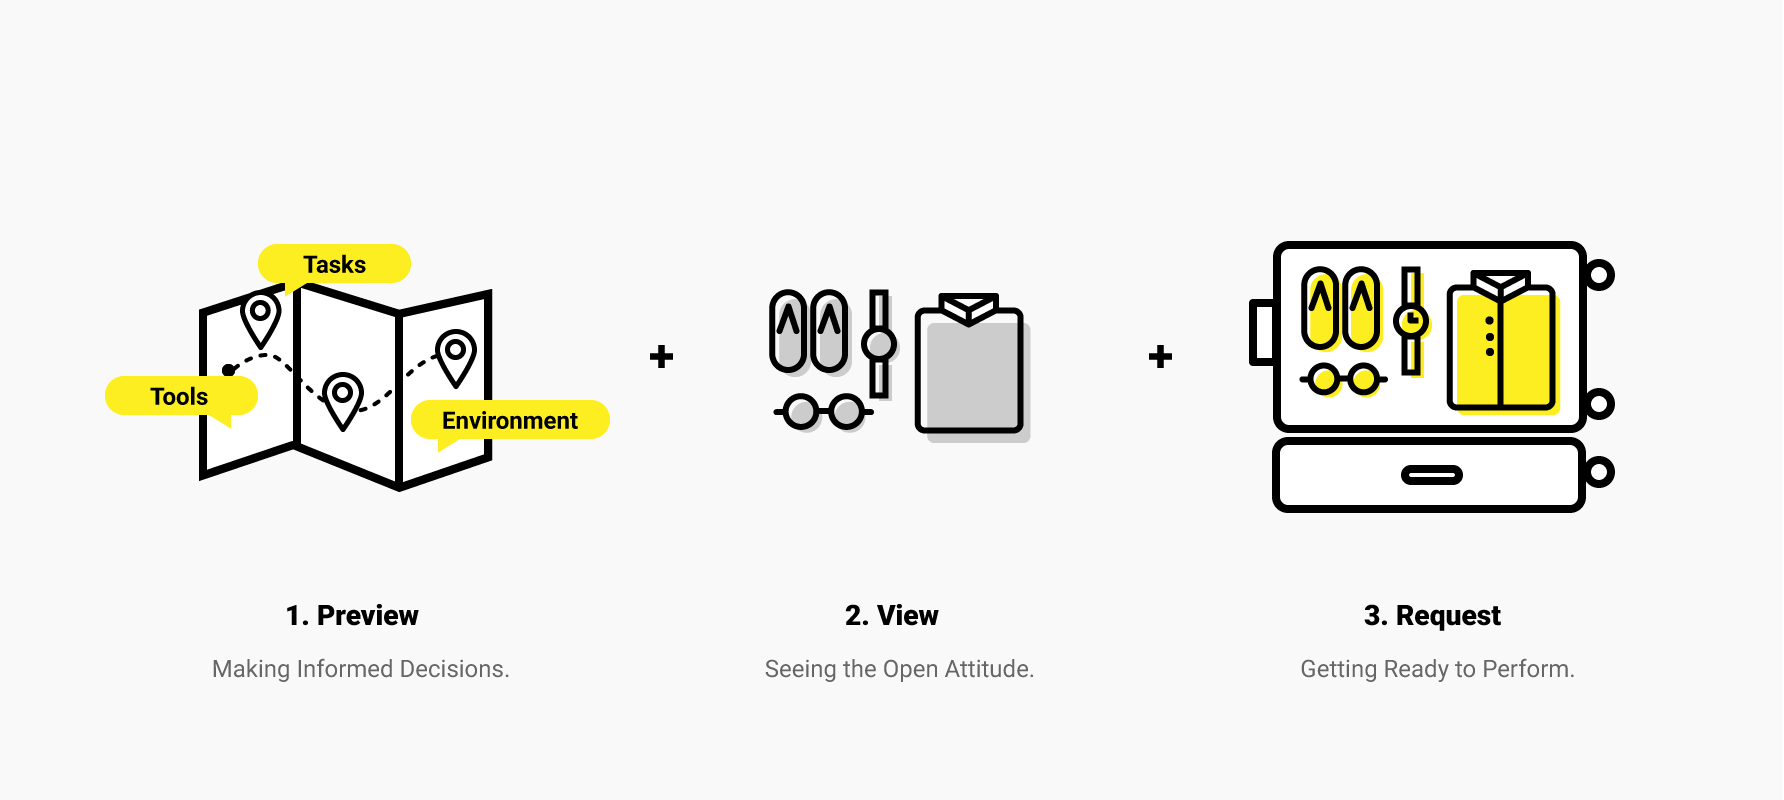 Tasks
Tools
Environment
+
+
1. Preview
Making Informed Decisions.
2. View
Seeing the Open Attitude.
3. Request
Getting Ready to Perform.